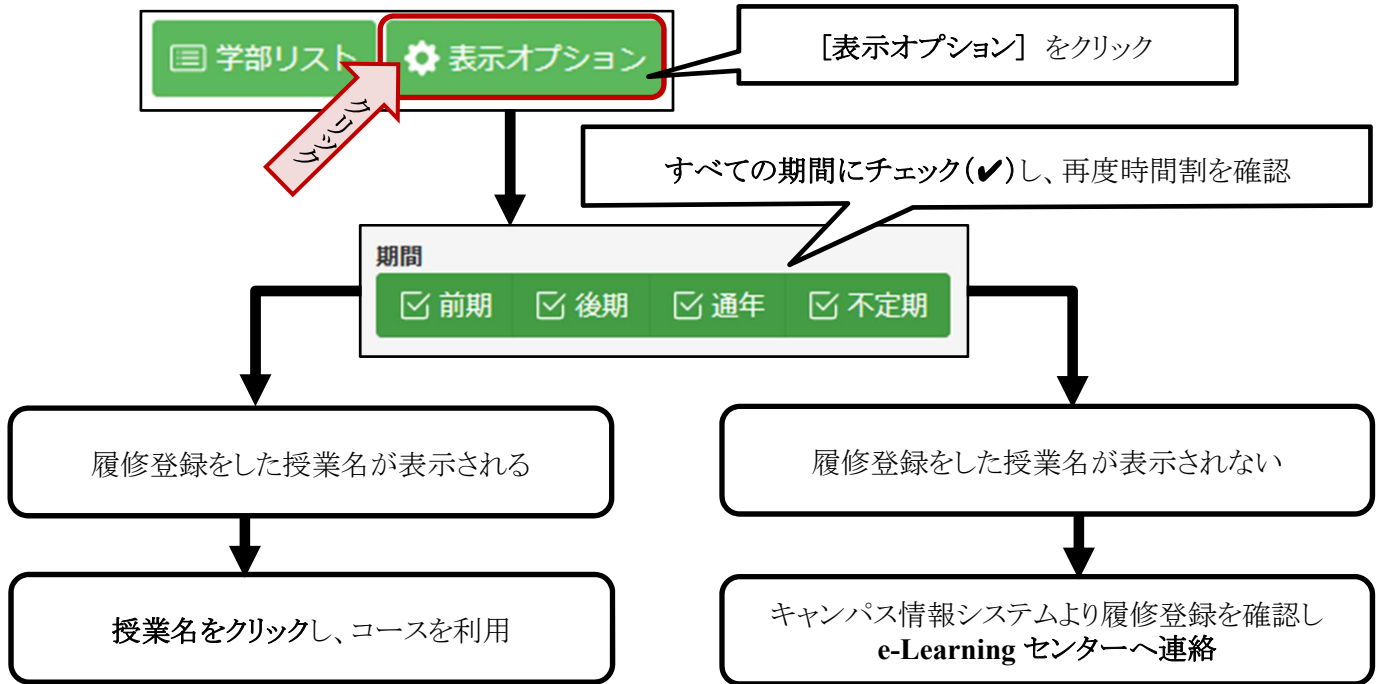 学部リスト
表示オプション
[表示オプション] をクリック
クリック
すべての期間にチェック(✔)し、再度時間割を確認
期間
前期 後期 通年 不定期
履修登録をした授業名が表示される
履修登録をした授業名が表示されない
授業名をクリックし、コースを利用
キャンパス情報システムより履修登録を確認し
e-Learning センターへ連絡